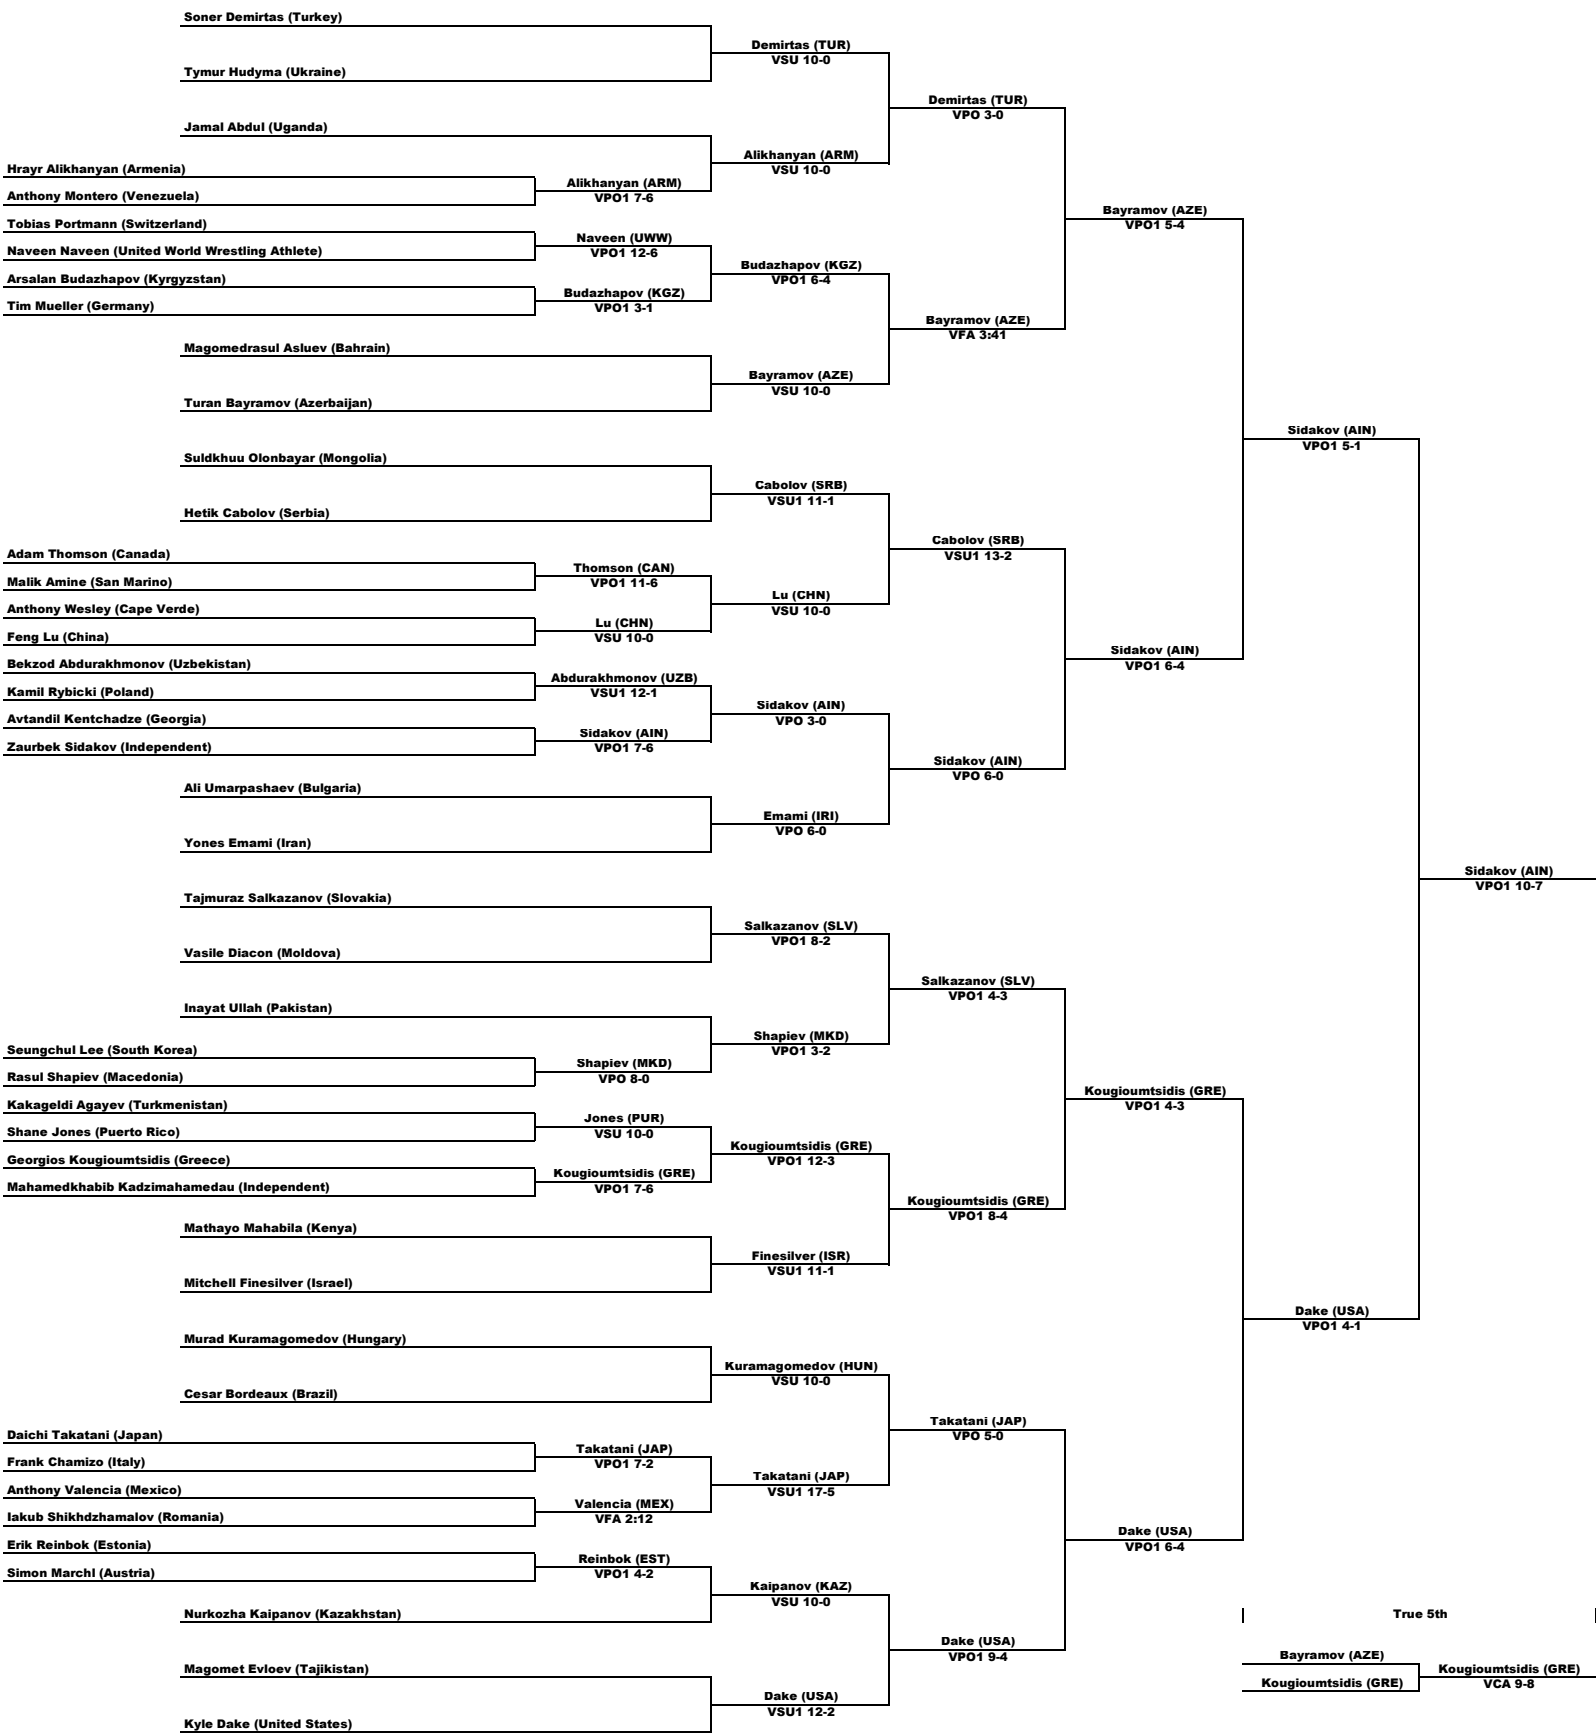 Soner Demirtas (Turkey)
Demirtas (TUR)
VSU 10-0
Tymur Hudyma (Ukraine)
Demirtas (TUR)
VPO 3-0
Jamal Abdul (Uganda)
Alikhanyan (ARM)
VSU 10-0
Hrayr Alikhanyan (Armenia)
Alikhanyan (ARM)
VPO1 7-6
Anthony Montero (Venezuela)
Bayramov (AZE)
VPO1 5-4
Tobias Portmann (Switzerland)
Naveen (UWW)
VPO1 12-6
Naveen Naveen (United World Wrestling Athlete)
Budazhapov (KGZ)
VPO1 6-4
Arsalan Budazhapov (Kyrgyzstan)
Budazhapov (KGZ)
VPO1 3-1
Tim Mueller (Germany)
Bayramov (AZE)
VFA 3:41
Magomedrasul Asluev (Bahrain)
Bayramov (AZE)
VSU 10-0
Turan Bayramov (Azerbaijan)
Sidakov (AIN)
VPO1 5-1
Suldkhuu Olonbayar (Mongolia)
Cabolov (SRB)
VSU1 11-1
Hetik Cabolov (Serbia)
Cabolov (SRB)
VSU1 13-2
Adam Thomson (Canada)
Thomson (CAN)
VPO1 11-6
Malik Amine (San Marino)
Lu (CHN)
VSU 10-0
Anthony Wesley (Cape Verde)
Lu (CHN)
VSU 10-0
Feng Lu (China)
Sidakov (AIN)
VPO1 6-4
Bekzod Abdurakhmonov (Uzbekistan)
Abdurakhmonov (UZB)
VSU1 12-1
Kamil Rybicki (Poland)
Sidakov (AIN)
VPO 3-0
Avtandil Kentchadze (Georgia)
Sidakov (AIN)
VPO1 7-6
Zaurbek Sidakov (Independent)
Sidakov (AIN)
VPO 6-0
Ali Umarpashaev (Bulgaria)
Emami (IRI)
VPO 6-0
Yones Emami (Iran)
Sidakov (AIN)
VPO1 10-7
Tajmuraz Salkazanov (Slovakia)
Salkazanov (SLV)
VPO1 8-2
Vasile Diacon (Moldova)
Salkazanov (SLV)
VPO1 4-3
Inayat Ullah (Pakistan)
Shapiev (MKD)
VPO1 3-2
Seungchul Lee (South Korea)
Shapiev (MKD)
VPO 8-0
Rasul Shapiev (Macedonia)
Kougioumtsidis (GRE)
VPO1 4-3
Kakageldi Agayev (Turkmenistan)
Jones (PUR)
VSU 10-0
Shane Jones (Puerto Rico)
Kougioumtsidis (GRE)
VPO1 12-3
Georgios Kougioumtsidis (Greece)
Kougioumtsidis (GRE)
VPO1 7-6
Mahamedkhabib Kadzimahamedau (Independent)
Kougioumtsidis (GRE)
VPO1 8-4
Mathayo Mahabila (Kenya)
Finesilver (ISR)
VSU1 11-1
Mitchell Finesilver (Israel)
Dake (USA)
VPO1 4-1
Murad Kuramagomedov (Hungary)
Kuramagomedov (HUN)
VSU 10-0
Cesar Bordeaux (Brazil)
Takatani (JAP)
VPO 5-0
Daichi Takatani (Japan)
Takatani (JAP)
VPO1 7-2
Frank Chamizo (Italy)
Takatani (JAP)
VSU1 17-5
Anthony Valencia (Mexico)
Valencia (MEX)
VFA 2:12
Iakub Shikhdzhamalov (Romania)
Dake (USA)
VPO1 6-4
Erik Reinbok (Estonia)
Reinbok (EST)
VPO1 4-2
Simon Marchl (Austria)
Kaipanov (KAZ)
VSU 10-0
Nurkozha Kaipanov (Kazakhstan)
True 5th
Dake (USA)
VPO1 9-4
Magomet Evloev (Tajikistan)
Dake (USA)
VSU1 12-2
Kyle Dake (United States)
Bayramov (AZE)
Kougioumtsidis (GRE)
Kougioumtsidis (GRE)
VCA 9-8